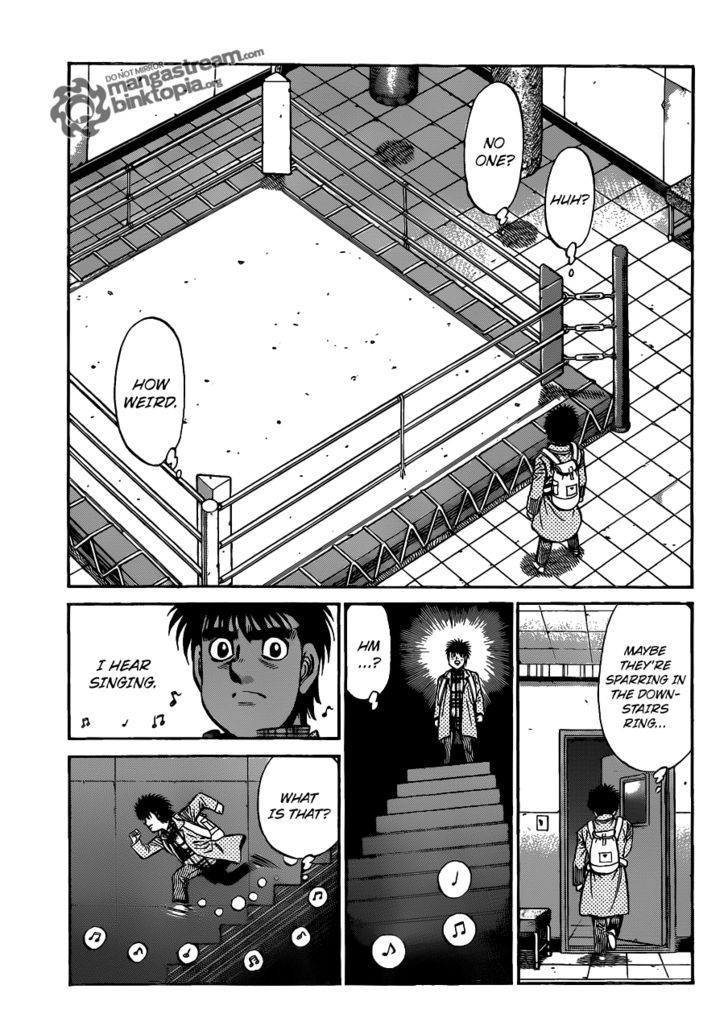 DO NOT MIRROR
mangastream.com
binktopia.org
HUH?
NO
ONE?
HOW
WEIRD.
MAYBE
THEY'RE
SPARRING IN
THE DOWN-
STAIRS
RING...
HM
...?
I HEAR
SINGING.
WHAT
IS THAT?